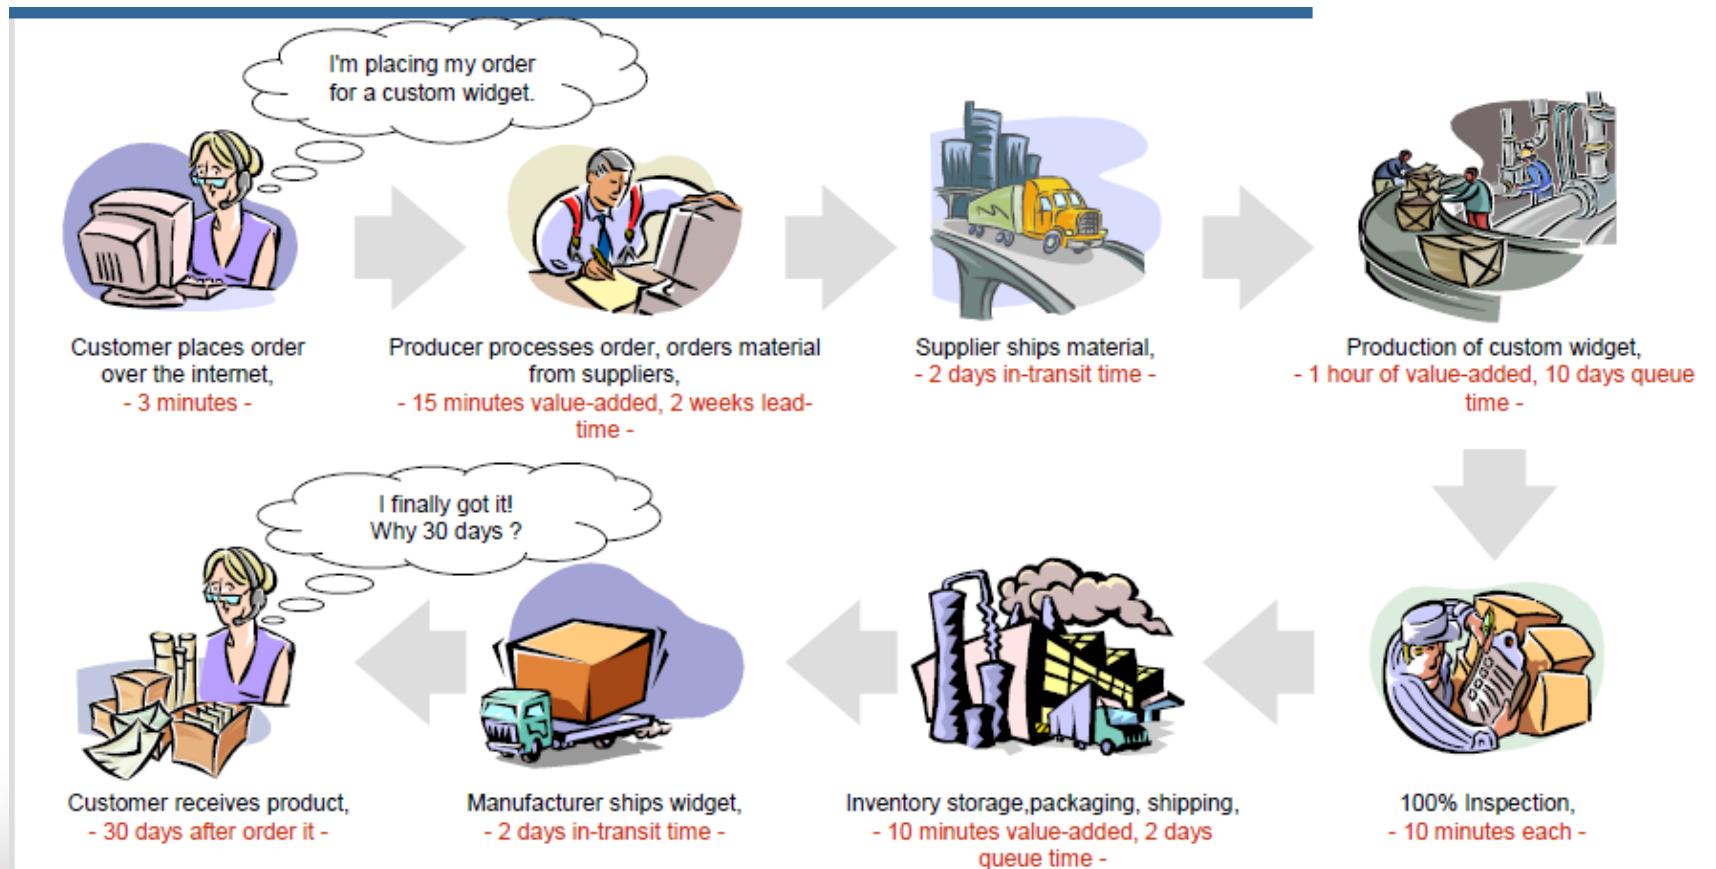 I'm placing my order
for a custom widget.
Customer places order
over the internet,
- 3 minutes -
Producer processes order, orders material
from suppliers,
- 15 minutes value-added, 2 weeks lead-
time -
Supplier ships material,
- 2 days in-transit time -
Production of custom widget,
- 1 hour of value-added, 10 days queue
time -
I finally got it!
Why 30 days ?
Customer receives product,
- 30 days after order it -
Manufacturer ships widget,
- 2 days in-transit time -
Inventory storage,packaging, shipping,
- 10 minutes value-added, 2 days
queue time -
100% Inspection,
- 10 minutes each -